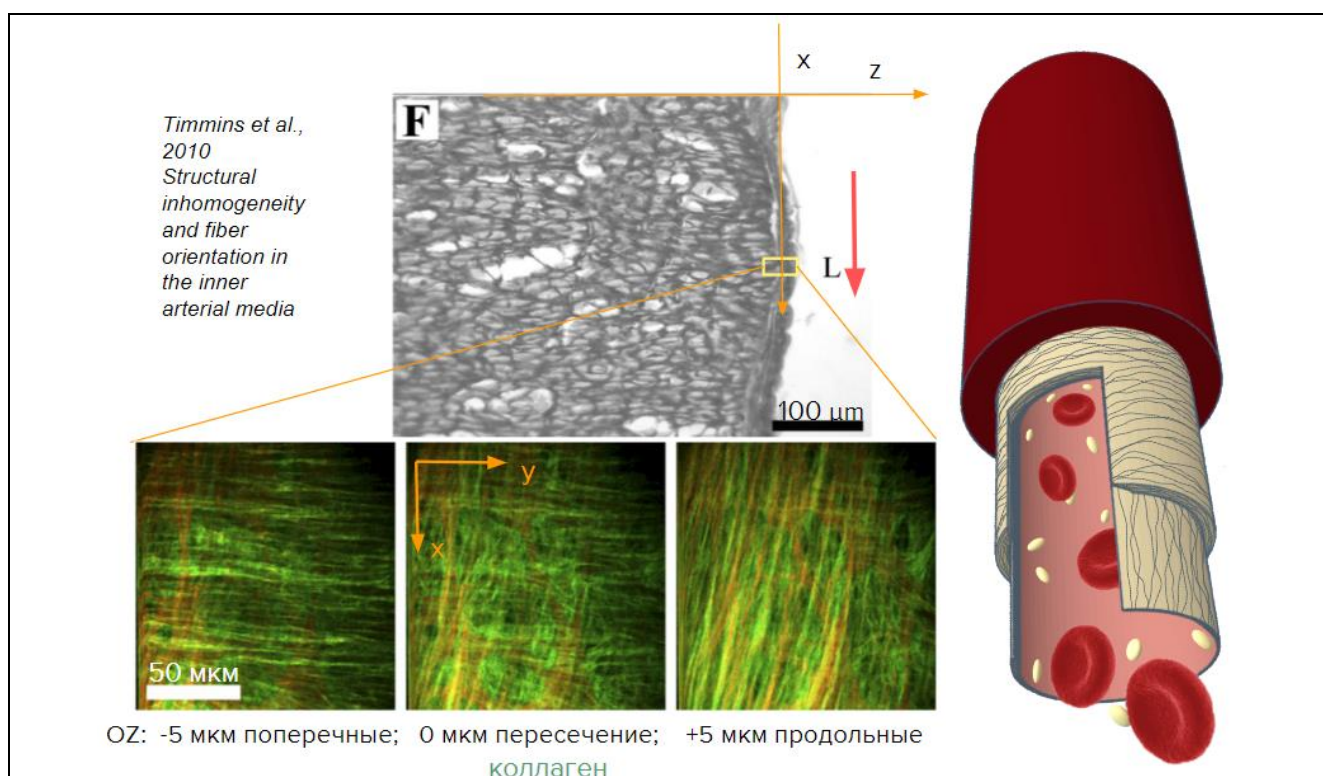 x
z
Timmins et al.,
2010
Structural
inhomogeneity
and fiber
orientation in
the inner
arterial media
F
L
100 µm
y
x
50 мкм
OZ: -5 мкм поперечные; 0 мкм пересечение; +5 мкм продольные
коллаген